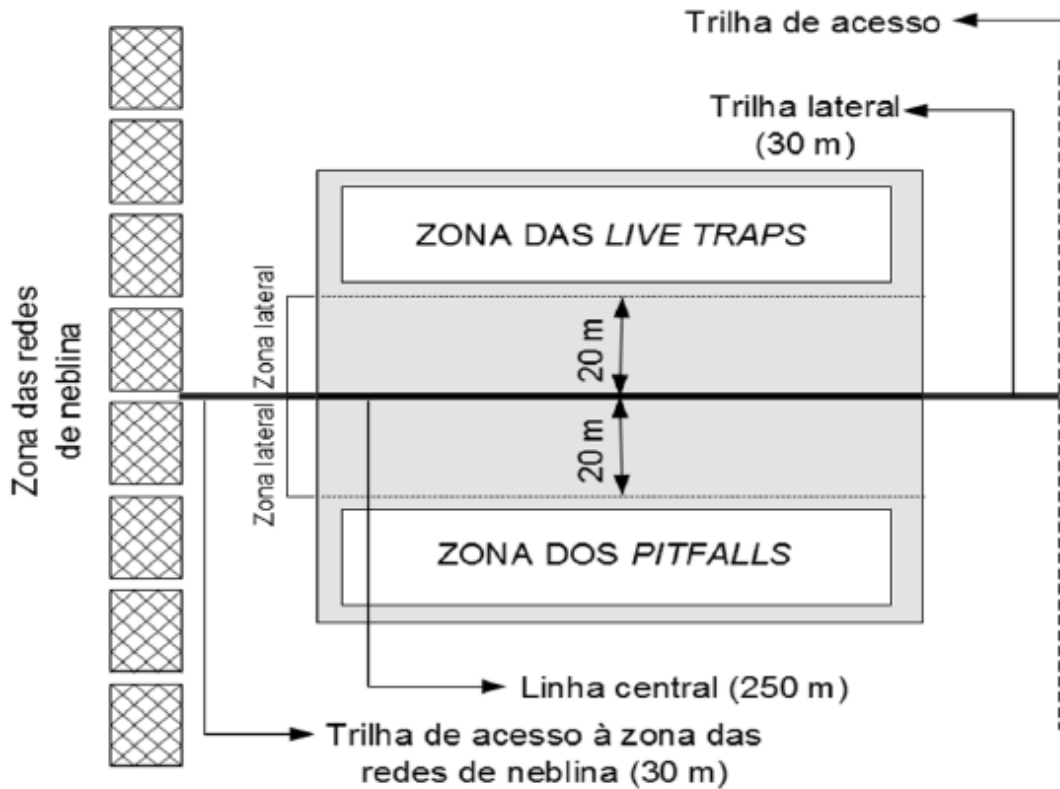 Trilha de acesso
Trilha lateral
(30 m)
ZONA DAS LIVE TRAPS
Zona das redes
de neblina
Zona lateral
20 m
Zona lateral
20 m
ZONA DOS PITFALLS
Linha central (250 m)
Trilha de acesso à zona das
redes de neblina (30 m)